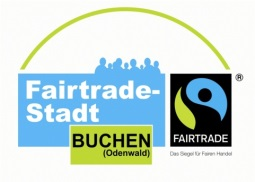 Fairtrade-
Stadt
BUCHEN
(Odenwald)
®
FAIRTRADE
Das Siegel für Fairen Handel